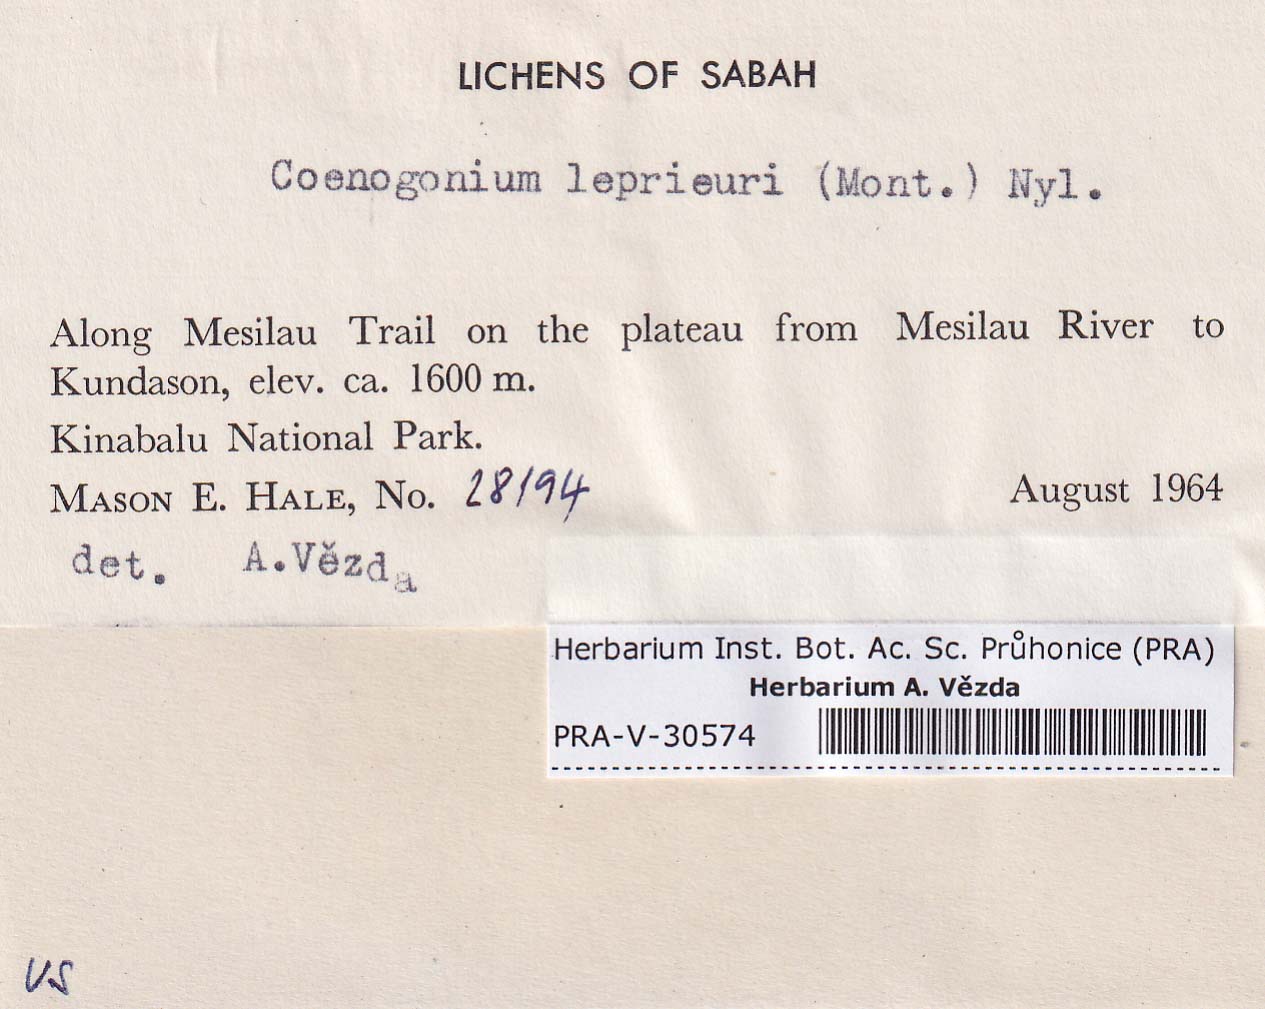 LICHENS OF SABAH
Coenogonium leprieuri (Mont.) Nyl.
Along Mesilau Trail on the plateau from Mesilau River to
Kundason, elev. ca. 1600 m.
Kinabalu National Park.
MASON E. HALE, No. 28194 August 1964
det. A.Vězda
Herbarium Inst. Bot. Ac. Sc. Průhonice (PRA)
Herbarium A. Vězda
PRA-V-30574
VS